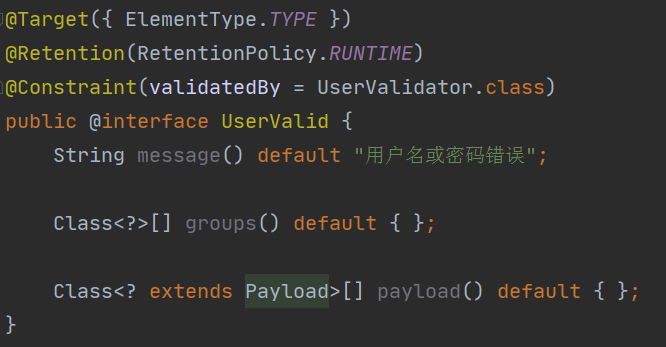 @Target({ ElementType.TYPE })
@Retention(RetentionPolicy.RUNTIME)
@Constraint(validatedBy = UserValidator.class)
public @interface UserValid {
    String message() default "用户名或密码错误";
    Class<?>[] groups() default { };
    Class<? extends Payload>[] payload() default { };
}